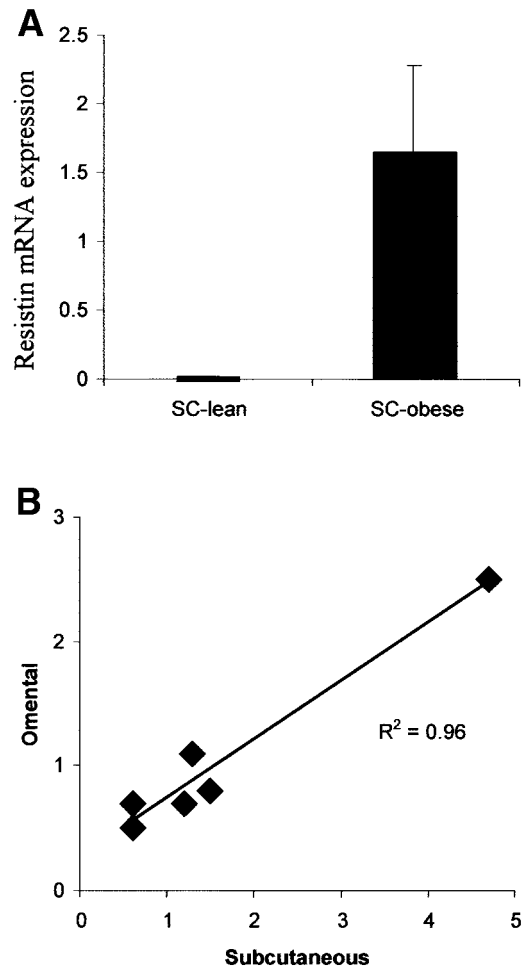 A
Resistin mRNA expression
2.5
2
1.5
1
0.5
0
SC-lean SC-obese
B
Omental
3
2
1
0
R² = 0.96
0 1 2 3 4 5
Subcutaneous